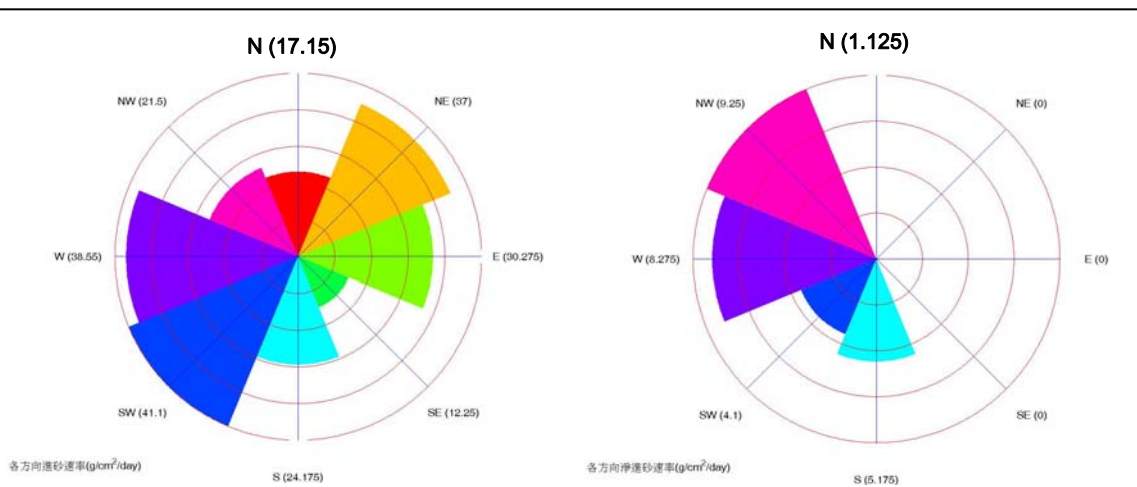 N (17.15)
NW (21.5)
NE (37)
W (38.55)
E (30.275)
SW (41.1)
SE (12.25)
各方向進砂速率(g/cm²/day)
S (24.175)
N (1.125)
NW (9.25)
NE (0)
W (8.275)
E (0)
SW (4.1)
SE (0)
各方向淨進砂速率(g/cm²/day)
S (5.175)